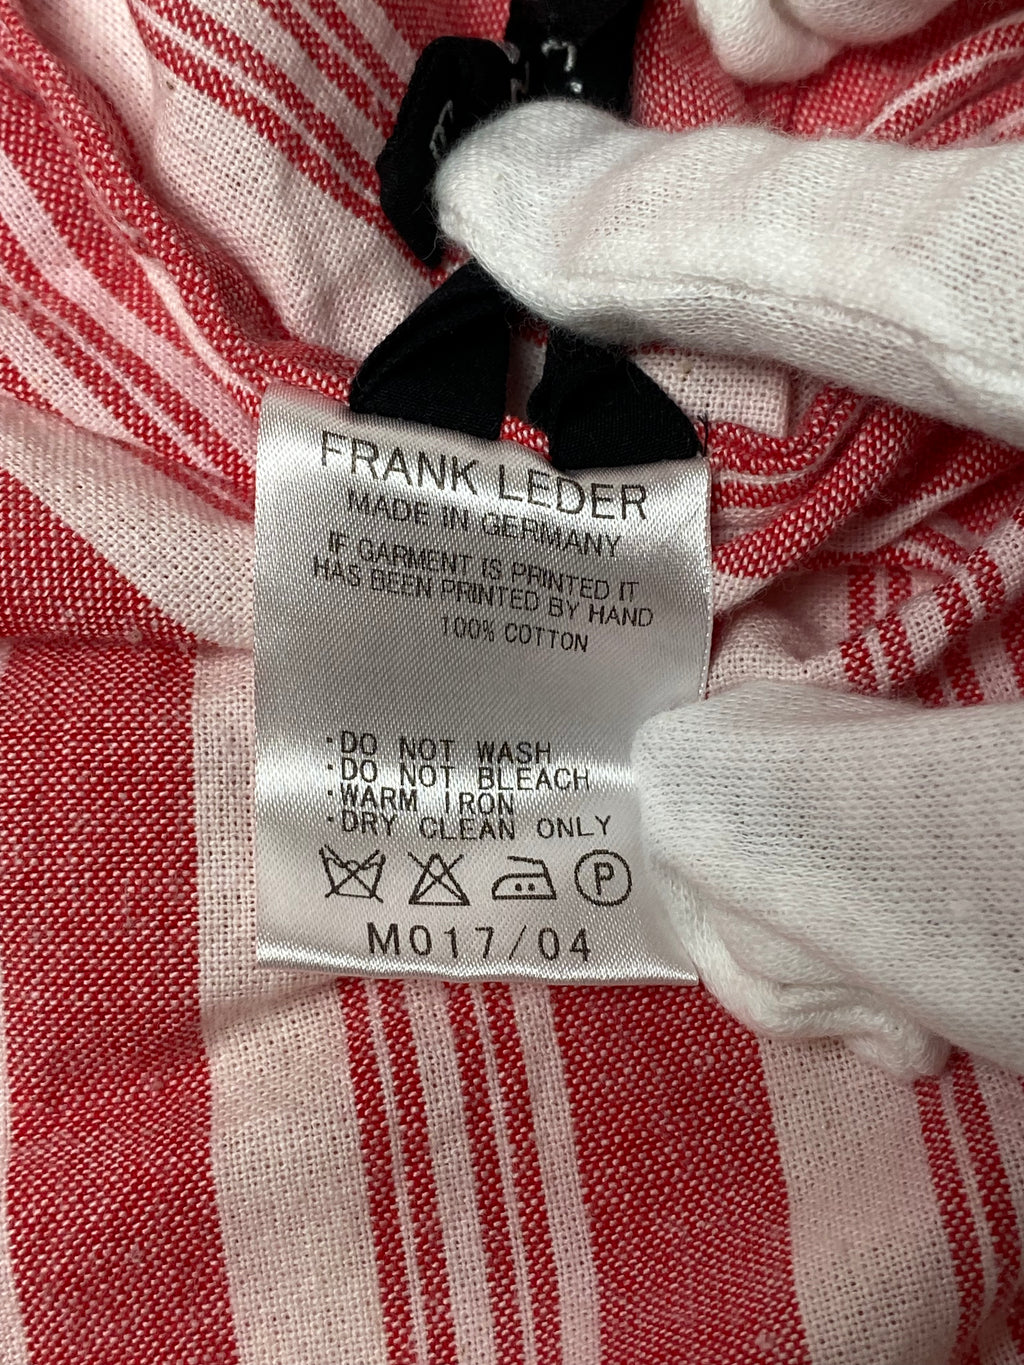 FRANK LEDER
MADE IN GERMANY
IF GARMENT IS PRINTED IT
HAS BEEN PRINTED BY HAND
100% COTTON
·DO NOT WASH
·DO NOT BLEACH
·WARM IRON
·DRY CLEAN ONLY
P
M017/04